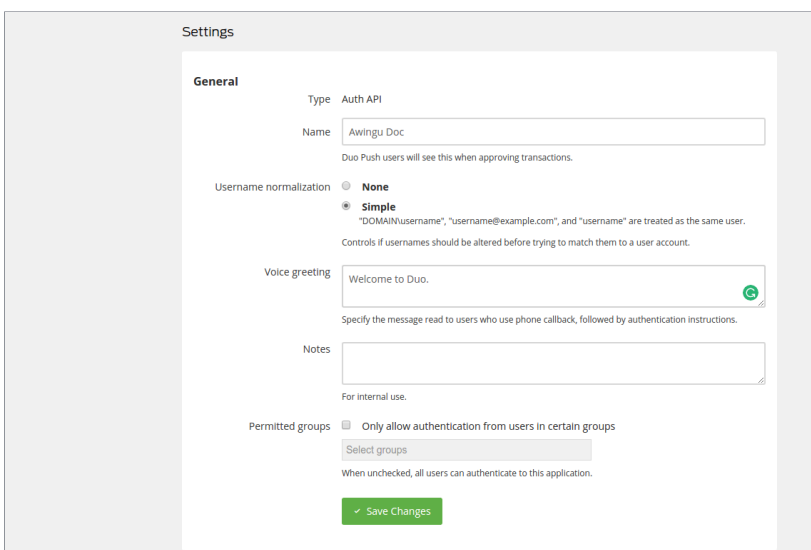 Settings
General
Type Auth API
Name Awingu Doc
Duo Push users will see this when approving transactions.
Username normalization None
Simple
"DOMAIN\username", "username@example.com", and "username" are treated as the same user.
Controls if usernames should be altered before trying to match them to a user account.
Voice greeting Welcome to Duo.
Specify the message read to users who use phone callback, followed by authentication instructions.
Notes
For internal use.
Permitted groups Only allow authentication from users in certain groups
Select groups
When unchecked, all users can authenticate to this application.
Save Changes